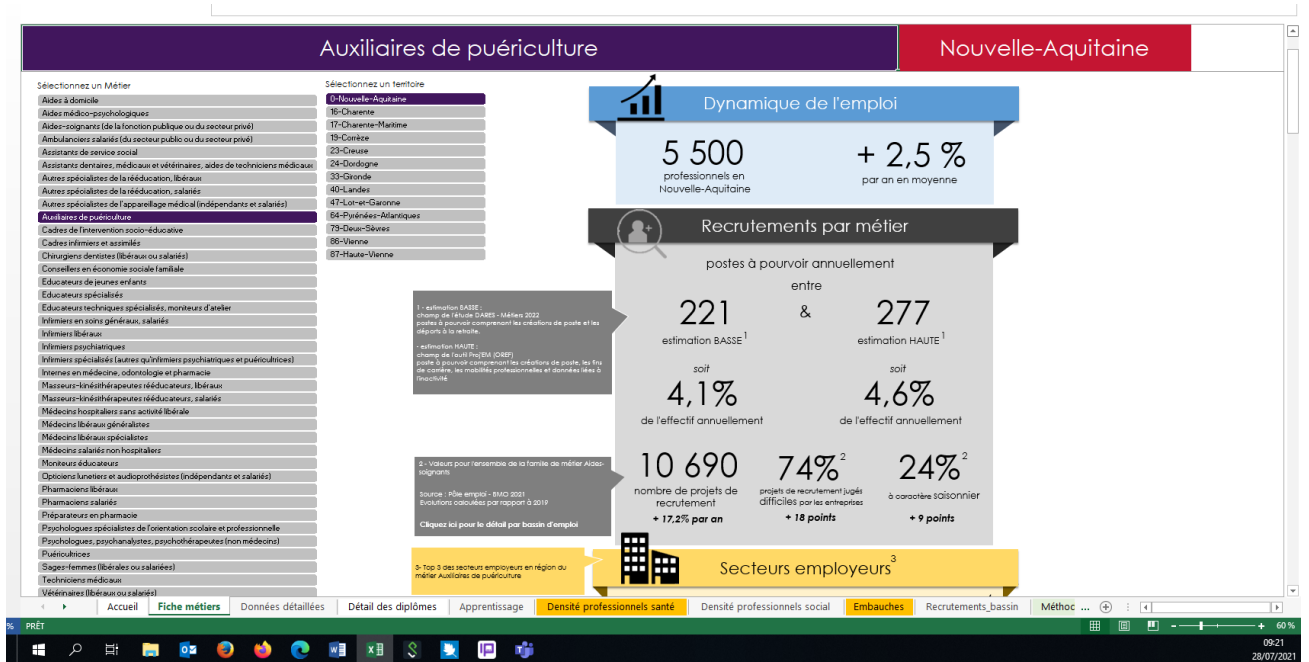 Auxiliaires de puériculture
Nouvelle-Aquitaine
Sélectionnez un Métier
Aides à domicile
Aides médico-psychologiques
Aides-soignants (de la fonction publique ou du secteur privé)
Ambulanciers salariés (du secteur public ou du secteur privé)
Assistants de service social
Assistants dentaires, médicaux et vétérinaires, aides de techniciens médicaux
Autres spécialistes de la rééducation, libéraux
Autres spécialistes de la rééducation, salariés
Autres spécialistes de l'appareillage médical (indépendants et salariés)
Auxiliaires de puériculture
Cadres de l'intervention socio-éducative
Cadres infirmiers et assimilés
Chirurgiens dentistes (libéraux ou salariés)
Conseillers en économie sociale familiale
Educateurs de jeunes enfants
Educateurs spécialisés
Educateurs techniques spécialisés, moniteurs d'atelier
Infirmiers en soins généraux, salariés
Infirmiers libéraux
Infirmiers psychiatriques
Infirmiers spécialisés (autres qu'infirmiers psychiatriques et puéricultrices)
Internes en médecine, odontologie et pharmacie
Masseurs-kinésithérapeutes rééducateurs, libéraux
Masseurs-kinésithérapeutes rééducateurs, salariés
Médecins hospitaliers sans activité libérale
Médecins libéraux généralistes
Médecins libéraux spécialistes
Médecins salariés non hospitaliers
Moniteurs éducateurs
Opticiens lunetiers et audioprothésistes (indépendants et salariés)
Pharmaciens libéraux
Pharmaciens salariés
Préparateurs en pharmacie
Psychologues spécialistes de l'orientation scolaire et professionnelle
Psychologues, psychanalystes, psychothérapeutes (non médecins)
Puéricultrices
Sages-femmes (libérales ou salariées)
Techniciens médicaux
Vétérinaires (libéraux ou salariés)
Sélectionnez un territoire
0-Nouvelle-Aquitaine
16-Charente
17-Charente-Maritime
19-Corrèze
23-Creuse
24-Dordogne
33-Gironde
40-Landes
47-Lot-et-Garonne
64-Pyrénées-Atlantiques
79-Deux-Sèvres
86-Vienne
87-Haute-Vienne
Dynamique de l'emploi
5 500
+ 2,5 %
professionnels en
Nouvelle-Aquitaine
par an en moyenne
Recrutements par métier
postes à pourvoir annuellement
entre
221 & 277
estimation BASSE 1
estimation HAUTE 1
soit
soit
4,1%
4,6%
de l'effectif annuellement
de l'effectif annuellement
1 - estimation BASSE :
champ de l'étude DARES - Métiers 2022
postes à pourvoir comprenant les créations de poste et les
départs à la retraite.
- estimation HAUTE :
champ de l'outil Proj'EM (OREF)
poste à pourvoir comprenant les créations de poste, les fins
de carrière, les mobilités professionnelles et données liées à
l'inactivité
10 690
74% 2
24% 2
nombre de projets de
recrutement
projets de recrutement jugés
difficiles par les entreprises
à caractère saisonnier
+ 17,2% par an
+ 18 points
+ 9 points
2 - Valeurs pour l'ensemble de la famille de métier Aides-
soignants
Source : Pôle emploi - BMO 2021
Evolutions calculées par rapport à 2019
Cliquez ici pour le détail par bassin d'emploi
3- Top 3 des secteurs employeurs en région du
métier Auxiliaires de puériculture
Secteurs employeurs 3
Accueil
Fiche métiers
Données détaillées
Détail des diplômes
Apprentissage
Densité professionnels santé
Densité professionnels social
Embauches
Recrutements_bassin
Méthoc ...
% PRÊT
60 %
09:21
28/07/2021